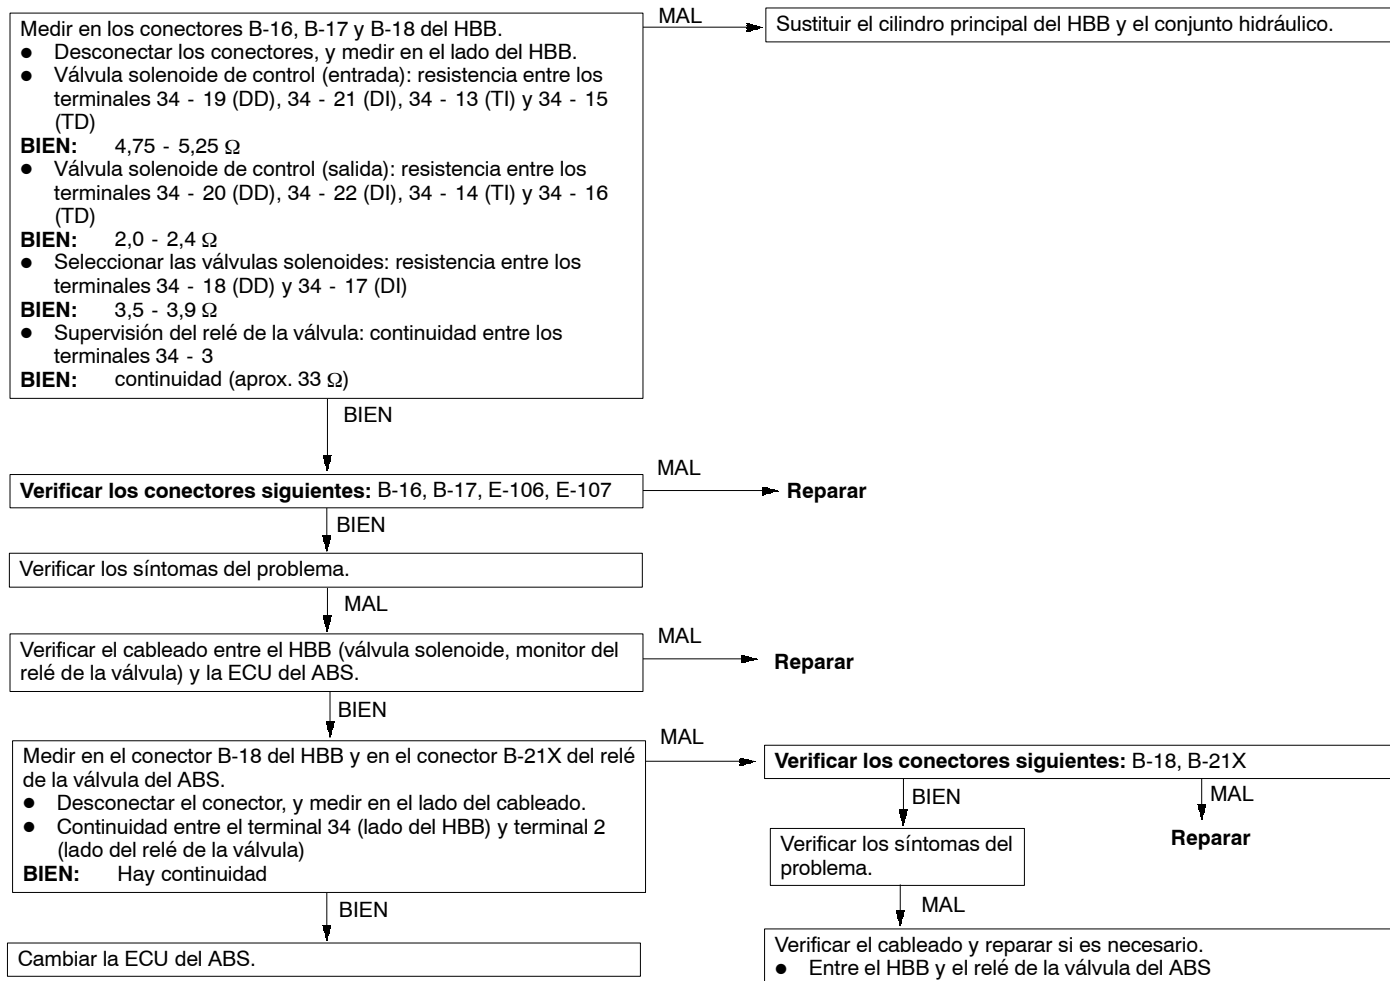 Medir en los conectores B-16, B-17 y B-18 del HBB.
● Desconectar los conectores, y medir en el lado del HBB.
● Válvula solenoide de control (entrada): resistencia entre los
terminales 34 - 19 (DD), 34 - 21 (DI), 34 - 13 (TI) y 34 - 15
(TD)
BIEN: 4,75 - 5,25 Ω
● Válvula solenoide de control (salida): resistencia entre los
terminales 34 - 20 (DD), 34 - 22 (DI), 34 - 14 (TI) y 34 - 16
(TD)
BIEN: 2,0 - 2,4 Ω
● Seleccionar las válvulas solenoides: resistencia entre los
terminales 34 - 18 (DD) y 34 - 17 (DI)
BIEN: 3,5 - 3,9 Ω
● Supervisión del relé de la válvula: continuidad entre los
terminales 34 - 3
BIEN: continuidad (aprox. 33 Ω)
MAL
Sustituir el cilindro principal del HBB y el conjunto hidráulico.
BIEN
Verificar los conectores siguientes: B-16, B-17, E-106, E-107
MAL
Reparar
BIEN
Verificar los síntomas del problema.
MAL
Verificar el cableado entre el HBB (válvula solenoide, monitor del
relé de la válvula) y la ECU del ABS.
MAL
Reparar
BIEN
Medir en el conector B-18 del HBB y en el conector B-21X del relé
de la válvula del ABS.
● Desconectar el conector, y medir en el lado del cableado.
● Continuidad entre el terminal 34 (lado del HBB) y terminal 2
(lado del relé de la válvula)
BIEN: Hay continuidad
MAL
Verificar los conectores siguientes: B-18, B-21X
BIEN
MAL
Reparar
Verificar los síntomas del
problema.
MAL
Verificar el cableado y reparar si es necesario.
● Entre el HBB y el relé de la válvula del ABS
BIEN
Cambiar la ECU del ABS.